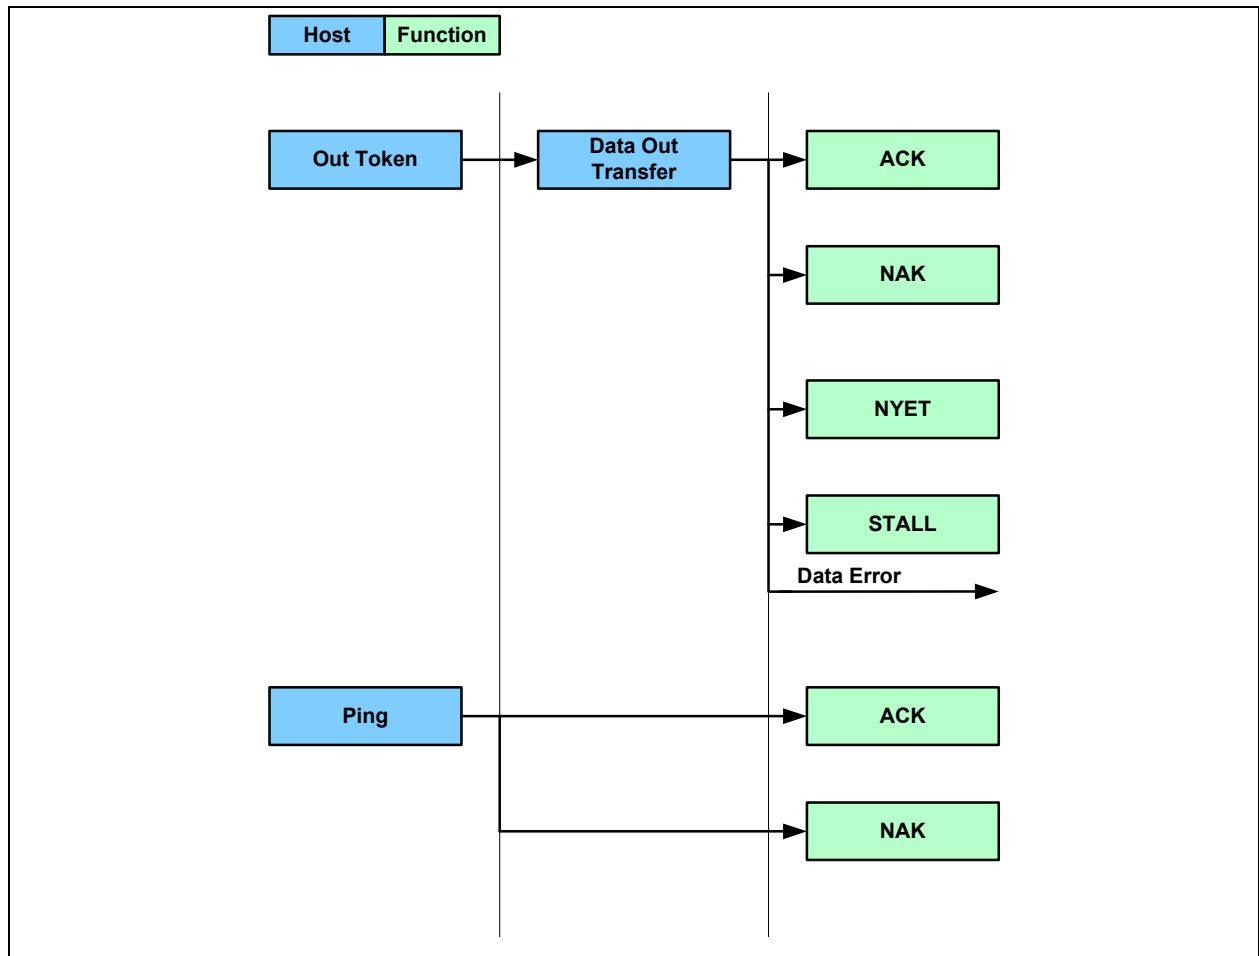 Host Function
Out Token
Data Out
Transfer
ACK
NAK
NYET
STALL
Data Error
Ping
ACK
NAK